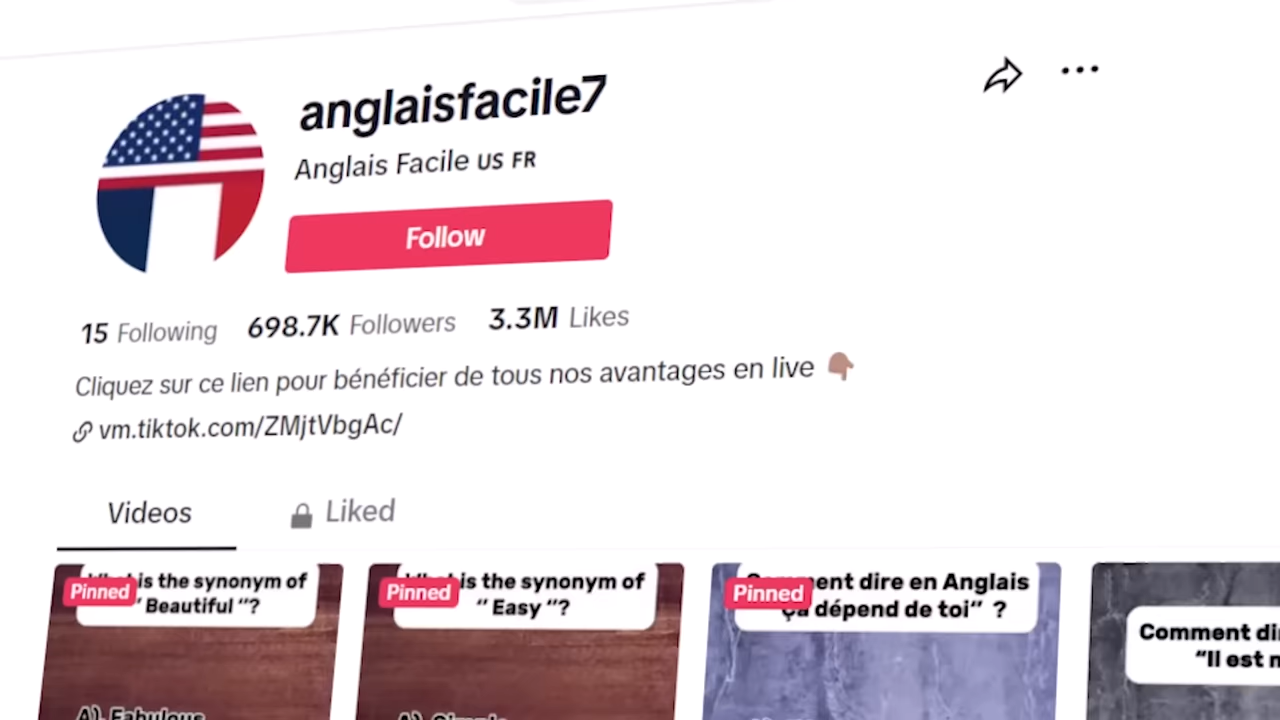 anglaisfacile7
Anglais Facile US FR
Follow
15 Following 698.7K Followers 3.3M Likes
Cliquez sur ce lien pour bénéficier de tous nos avantages en live
vm.tiktok.com/ZMjtVbgAc/
Videos
Liked
Pinned
is the synonym of
" Beautiful "?
A). Fabulous
Pinned
is the synonym of
" Easy "?
A). Simple
Pinned
dire en Anglais
dépend de toi" ?
Comment
"Il est